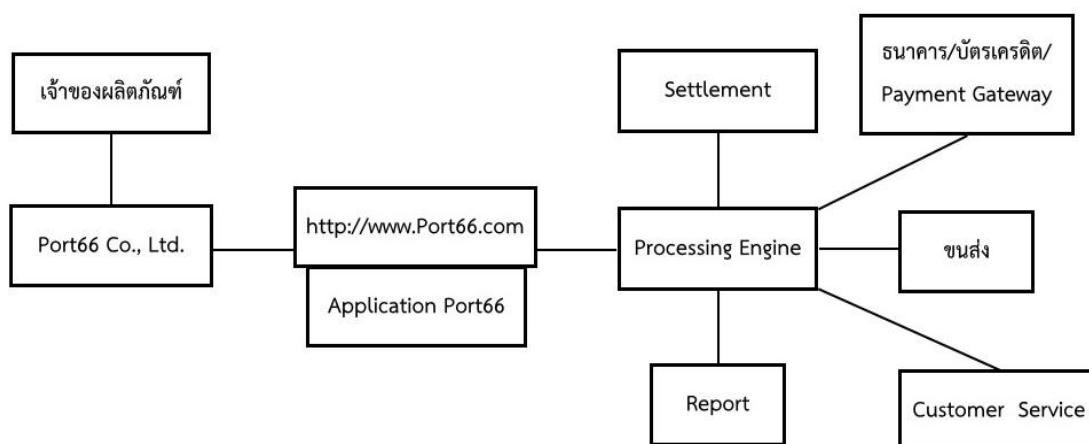 เจ้าของผลิตภัณฑ์
Port66 Co., Ltd.
http://www.Port66.com
Application Port66
Settlement
Processing Engine
Report
ธนาคาร/บัตรเครดิต/
Payment Gateway
ขนส่ง
Customer Service